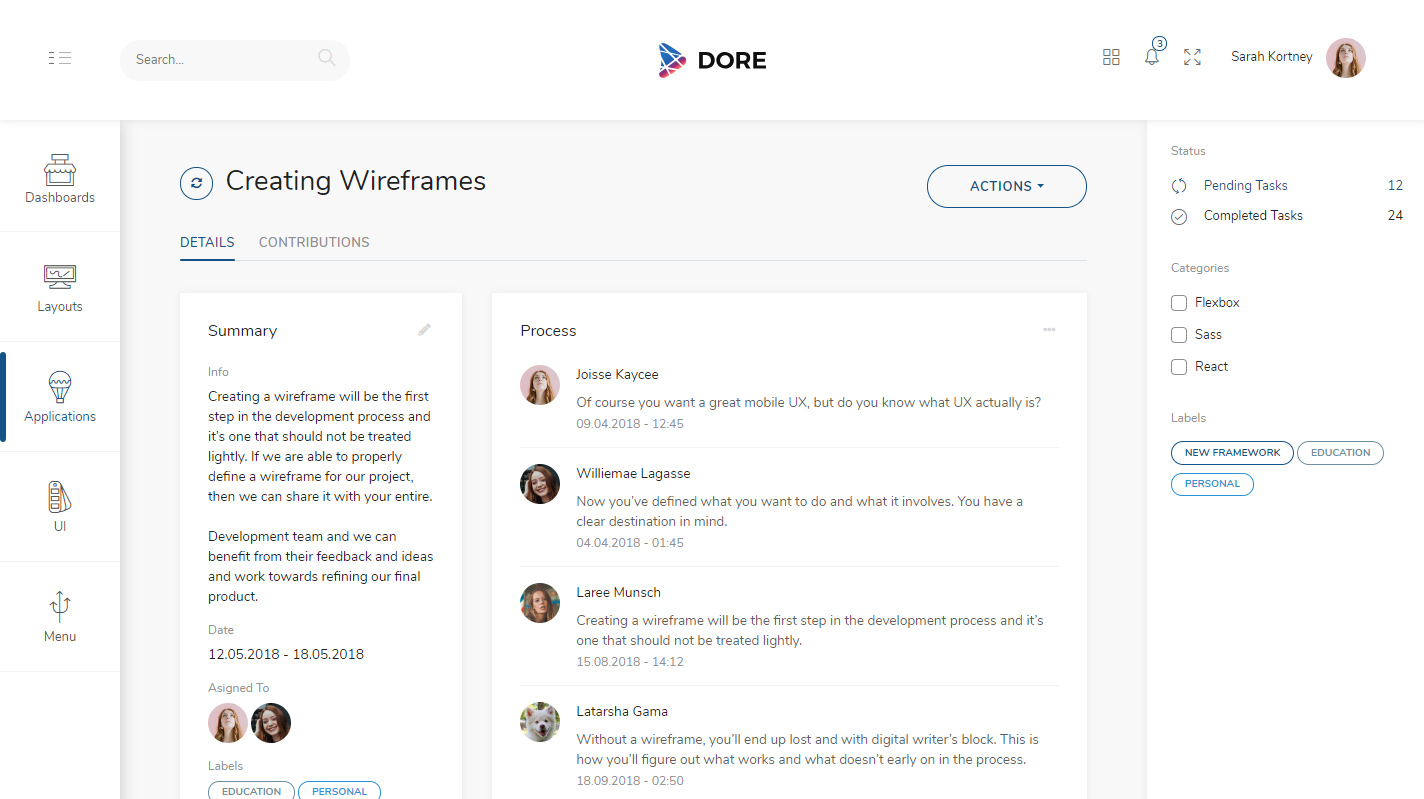 Search...
DORE
3
Sarah Kortney
Dashboards
Layouts
Applications
UI
Menu
Creating Wireframes
ACTIONS
DETAILS
CONTRIBUTIONS
Summary
Info
Creating a wireframe will be the first
step in the development process and
it's one that should not be treated
lightly. If we are able to properly
define a wireframe for our project,
then we can share it with your entire.
Development team and we can
benefit from their feedback and ideas
and work towards refining our final
product.
Date
12.05.2018 - 18.05.2018
Asigned To
Labels
EDUCATION
PERSONAL
Process
Joisse Kaycee
Of course you want a great mobile UX, but do you know what UX actually is?
09.04.2018 - 12:45
Williemae Lagasse
Now you've defined what you want to do and what it involves. You have a
clear destination in mind.
04.04.2018 - 01:45
Laree Munsch
Creating a wireframe will be the first step in the development process and it's
one that should not be treated lightly.
15.08.2018 - 14:12
Latarsha Gama
Without a wireframe, you'll end up lost and with digital writer's block. This is
how you'll figure out what works and what doesn't early on in the process.
18.09.2018 - 02:50
Status
Pending Tasks 12
Completed Tasks 24
Categories
Flexbox
Sass
React
Labels
NEW FRAMEWORK
EDUCATION
PERSONAL